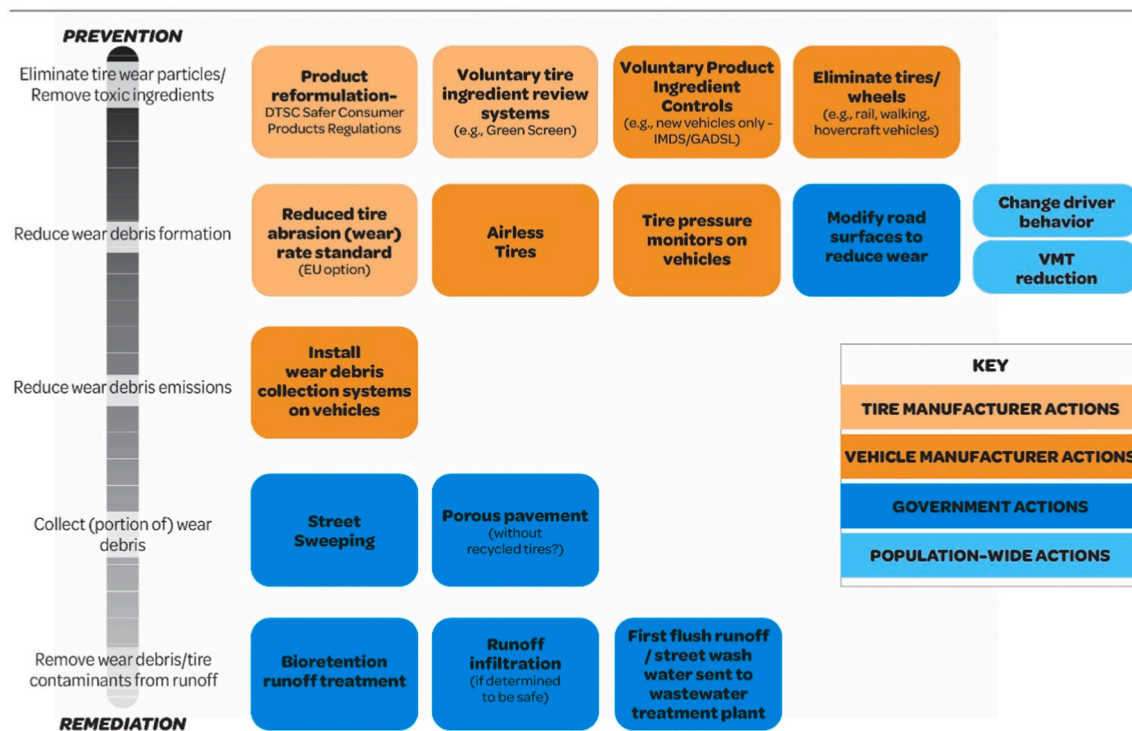 PREVENTION
Eliminate tire wear particles/
Remove toxic ingredients
Product
reformulation–
DTSC Safer Consumer
Products Regulations
Voluntary tire
ingredient review
systems
(e.g., Green Screen)
Voluntary Product
Ingredient
Controls
(e.g., new vehicles only -
IMDS/GADSL)
Eliminate tires/
wheels
(e.g., rail, walking,
hovercraft vehicles)
Reduce wear debris formation
Reduced tire
abrasion (wear)
rate standard
(EU option)
Airless
Tires
Tire pressure
monitors on
vehicles
Modify road
surfaces to
reduce wear
Change driver
behavior
VMT
reduction
Reduce wear debris emissions
Install
wear debris
collection systems
on vehicles
KEY
TIRE MANUFACTURER ACTIONS
VEHICLE MANUFACTURER ACTIONS
GOVERNMENT ACTIONS
POPULATION-WIDE ACTIONS
Collect (portion of) wear
debris
Street
Sweeping
Porous pavement
(without
recycled tires?)
Remove wear debris/tire
contaminants from runoff
Bioretention
runoff treatment
Runoff
infiltration
(if determined
to be safe)
First flush runoff
/ street wash
water sent to
wastewater
treatment plant
REMEDIATION